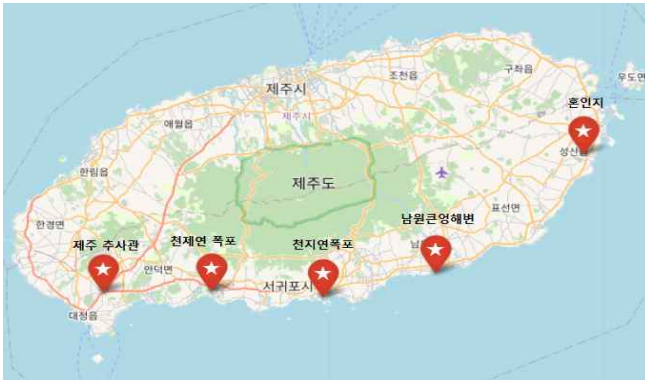 우도면
구좌읍
조천읍
제주시
혼인지
제주시
애월읍
성산읍
한림읍
제주도
표선면
남원큰엉해변
한경면
제주 추사관
천제연 폭포
천지연폭포
안덕면
서귀포시
대정읍